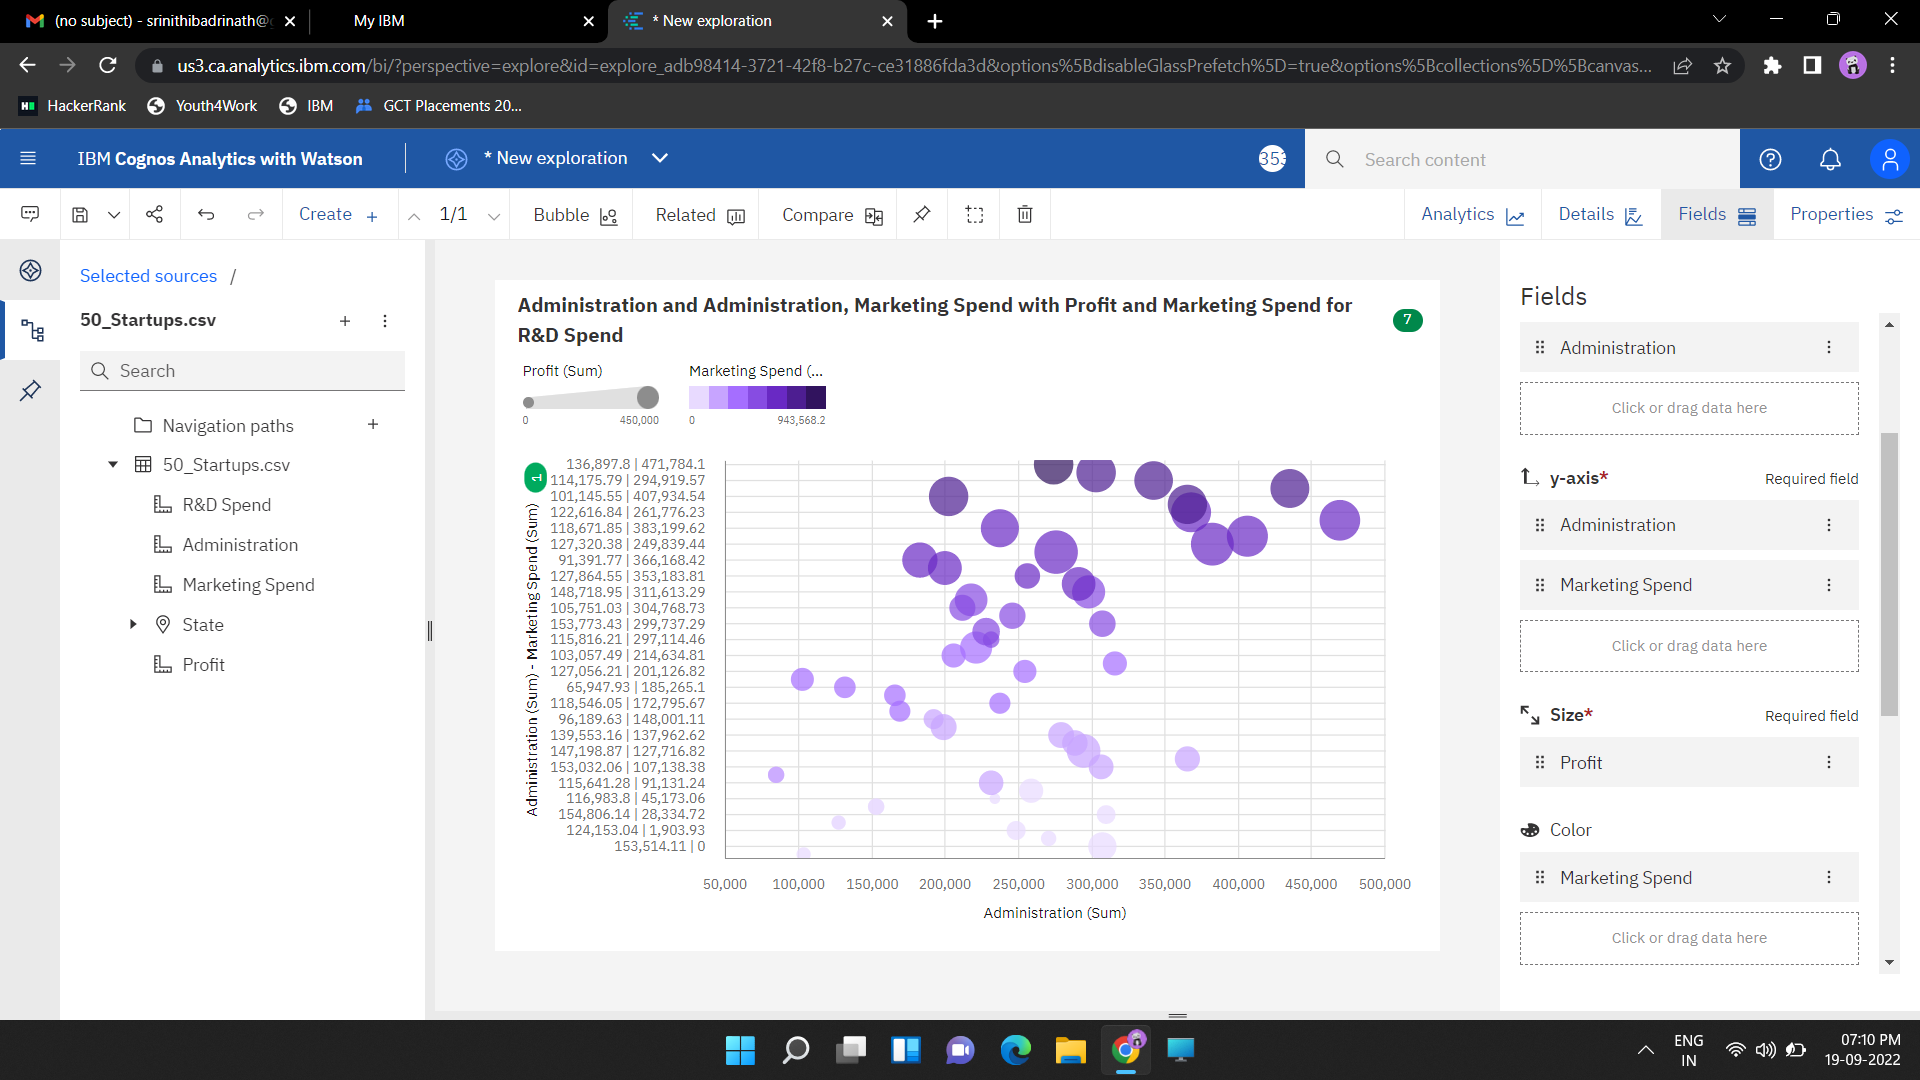 (no subject) - srinithibadrinath@
My IBM
* New exploration
us3.ca.analytics.ibm.com/bi/?perspective=explore&id=explore_adb98414-3721-42f8-b27c-ce31886fda3d&options%5BdisableGlassPrefetch%5D=true&options%5Bcollections%5D%5Bcanvas...
HackerRank
Youth4Work
IBM
GCT Placements 20...
IBM Cognos Analytics with Watson
* New exploration
353
Search content
Create +
1/1
Bubble
Related
Compare
Analytics
Details
Fields
Properties
Selected sources /
50_Startups.csv
Search
Navigation paths
50_Startups.csv
R&D Spend
Administration
Marketing Spend
State
Profit
Administration and Administration, Marketing Spend with Profit and Marketing Spend for
R&D Spend
7
Profit (Sum)
0
450,000
Marketing Spend (...
0
943,568.2
1
Administration (Sum) - Marketing Spend (Sum)
136,897.8 | 471,784.1
114,175.79 | 294,919.57
101,145.55 | 407,934.54
122,616.84 | 261,776.23
118,671.85 | 383,199.62
127,320.38 | 249,839.44
91,391.77 | 366,168.42
127,864.55 | 353,183.81
148,718.95 | 311,613.29
105,751.03 | 304,768.73
153,773.43 | 299,737.29
115,816.21 | 297,114.46
103,057.49 | 214,634.81
127,056.21 | 201,126.82
65,947.93 | 185,265.1
118,546.05 | 172,795.67
96,189.63 | 148,001.11
139,553.16 | 137,962.62
147,198.87 | 127,716.82
153,032.06 | 107,138.38
115,641.28 | 91,131.24
116,983.8 | 45,173.06
154,806.14 | 28,334.72
124,153.04 | 1,903.93
153,514.11 | 0
50,000
100,000
150,000
200,000
250,000
300,000
350,000
400,000
450,000
500,000
Administration (Sum)
Fields
Administration
Click or drag data here
y-axis*
Required field
Administration
Marketing Spend
Click or drag data here
Size*
Required field
Profit
Color
Marketing Spend
Click or drag data here
ENG
IN
07:10 PM
19-09-2022